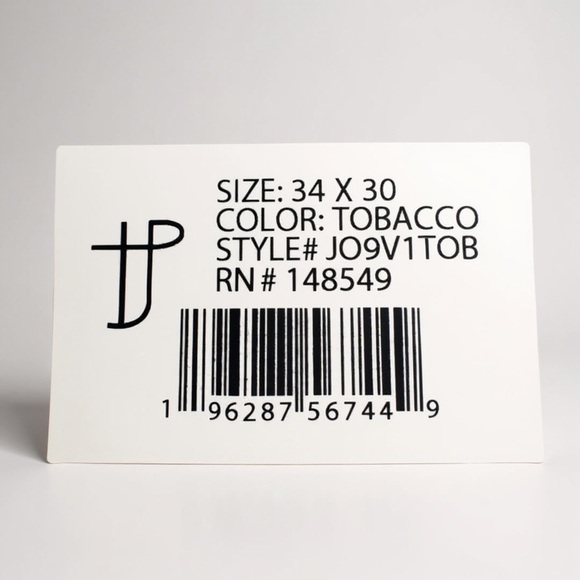 SIZE: 34 X 30
COLOR: TOBACCO
STYLE# JO9V1TOB
RN # 148549
1 96287 56744 9